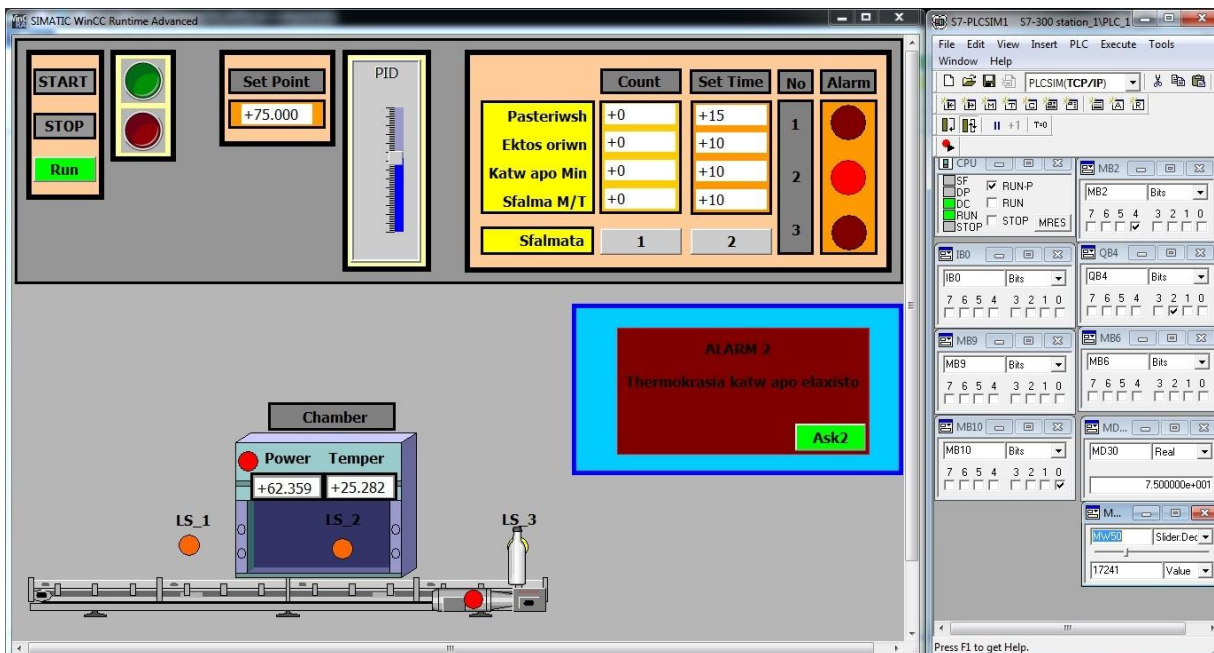 SIMATIC WinCC Runtime Advanced
START
STOP
Run
Set Point
+75.000
PID
Count Set Time No Alarm
Pasteriwsh +0 +15 1
Ektos oriwn +0 +10
Katw apo Min +0 +10 2
Sfalma M/T +0 +10
Sfalmata 1 2 3
ALARM 2
Thermokrasia katw apo elaxisto
Ask2
Chamber
Power Temper
+62.359 +25.282
LS_1 LS_2 LS_3
S7-PLCSIM1 S7-300 station_1\PLC_1
File Edit View Insert PLC Execute Tools
Window Help
PLCSIM(TCP/IP)
+1 T=0
CPU
SF
DP
DC
RUN
STOP
RUN-P
RUN
STOP MRES
MB2
MB2 Bits
7 6 5 4 3 2 1 0
IB0
IB0 Bits
7 6 5 4 3 2 1 0
QB4
QB4 Bits
7 6 5 4 3 2 1 0
MB9
MB9 Bits
7 6 5 4 3 2 1 0
MB6
MB6 Bits
7 6 5 4 3 2 1 0
MB10
MB10 Bits
7 6 5 4 3 2 1 0
MD...
MD30 Real
7.500000e+001
M...
MW50 Slider:Dec
17241 Value
Press F1 to get Help.